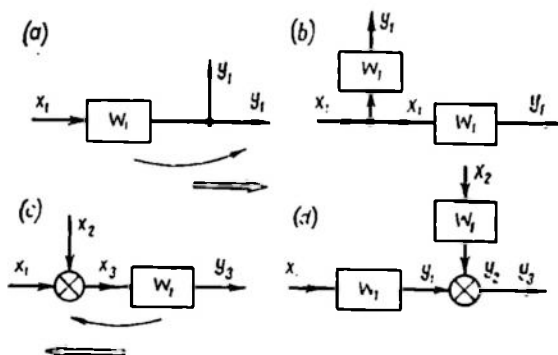 (a)
y₁
x₁ W₁ y₁
(b)
y₁
W₁
x. x₁ W₁ y₁
(c)
x₂
x₁ x₃ W₁ y₃
(d)
x₂
W₁
x. W₁ y₁ y₂ y₃